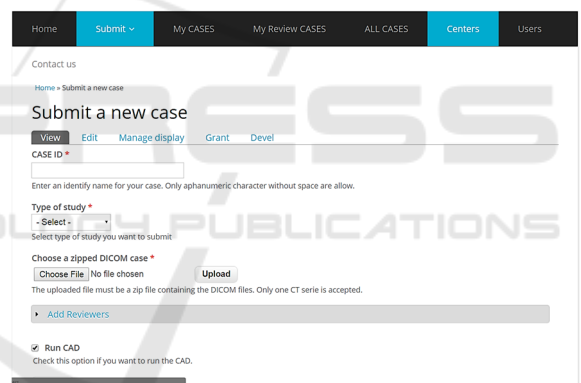 Home Submit My CASES My Review CASES ALL CASES Centers Users
Contact us
Home » Submit a new case
Submit a new case
View Edit Manage display Grant Devel
CASE ID *
Enter an identify name for your case. Only aphanumeric character without space are allow.
Type of study *
- Select -
Select type of study you want to submit
Choose a zipped DICOM case *
Choose File No file chosen Upload
The uploaded file must be a zip file containing the DICOM files. Only one CT serie is accepted.
Add Reviewers
Run CAD
Check this option if you want to run the CAD.
PRESS
OLOGY PUBLICATIONS